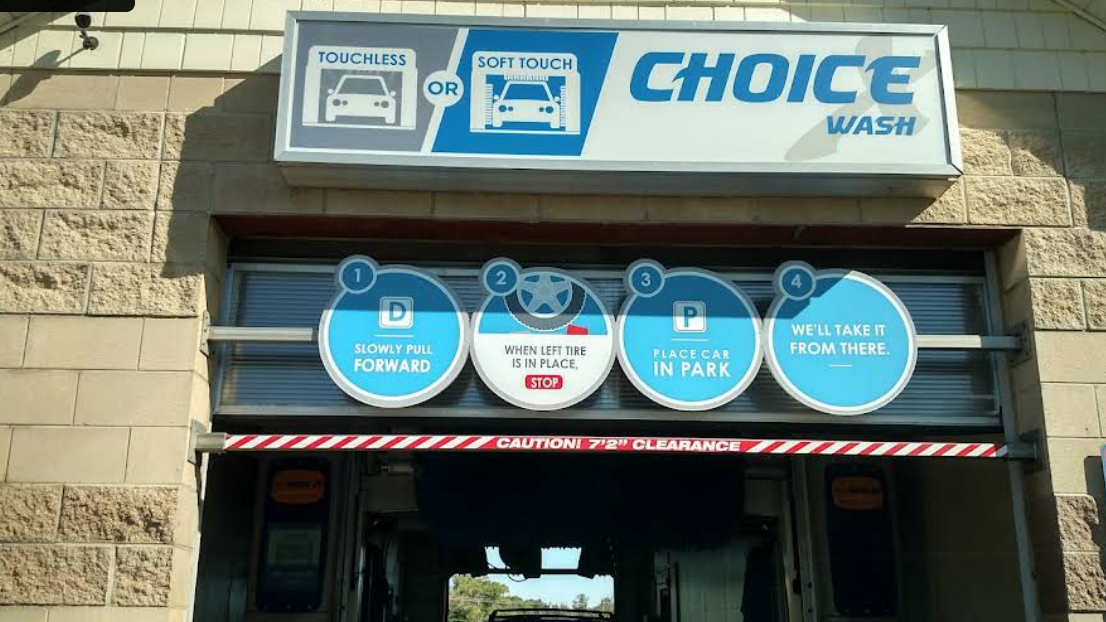 TOUCHLESS
OR
SOFT TOUCH
CHOICE
WASH
1
D
SLOWLY PULL
FORWARD
2
WHEN LEFT TIRE
IS IN PLACE,
STOP
3
P
PLACE CAR
IN PARK
4
WE'LL TAKE IT
FROM THERE.
CAUTION! 7'2" CLEARANCE